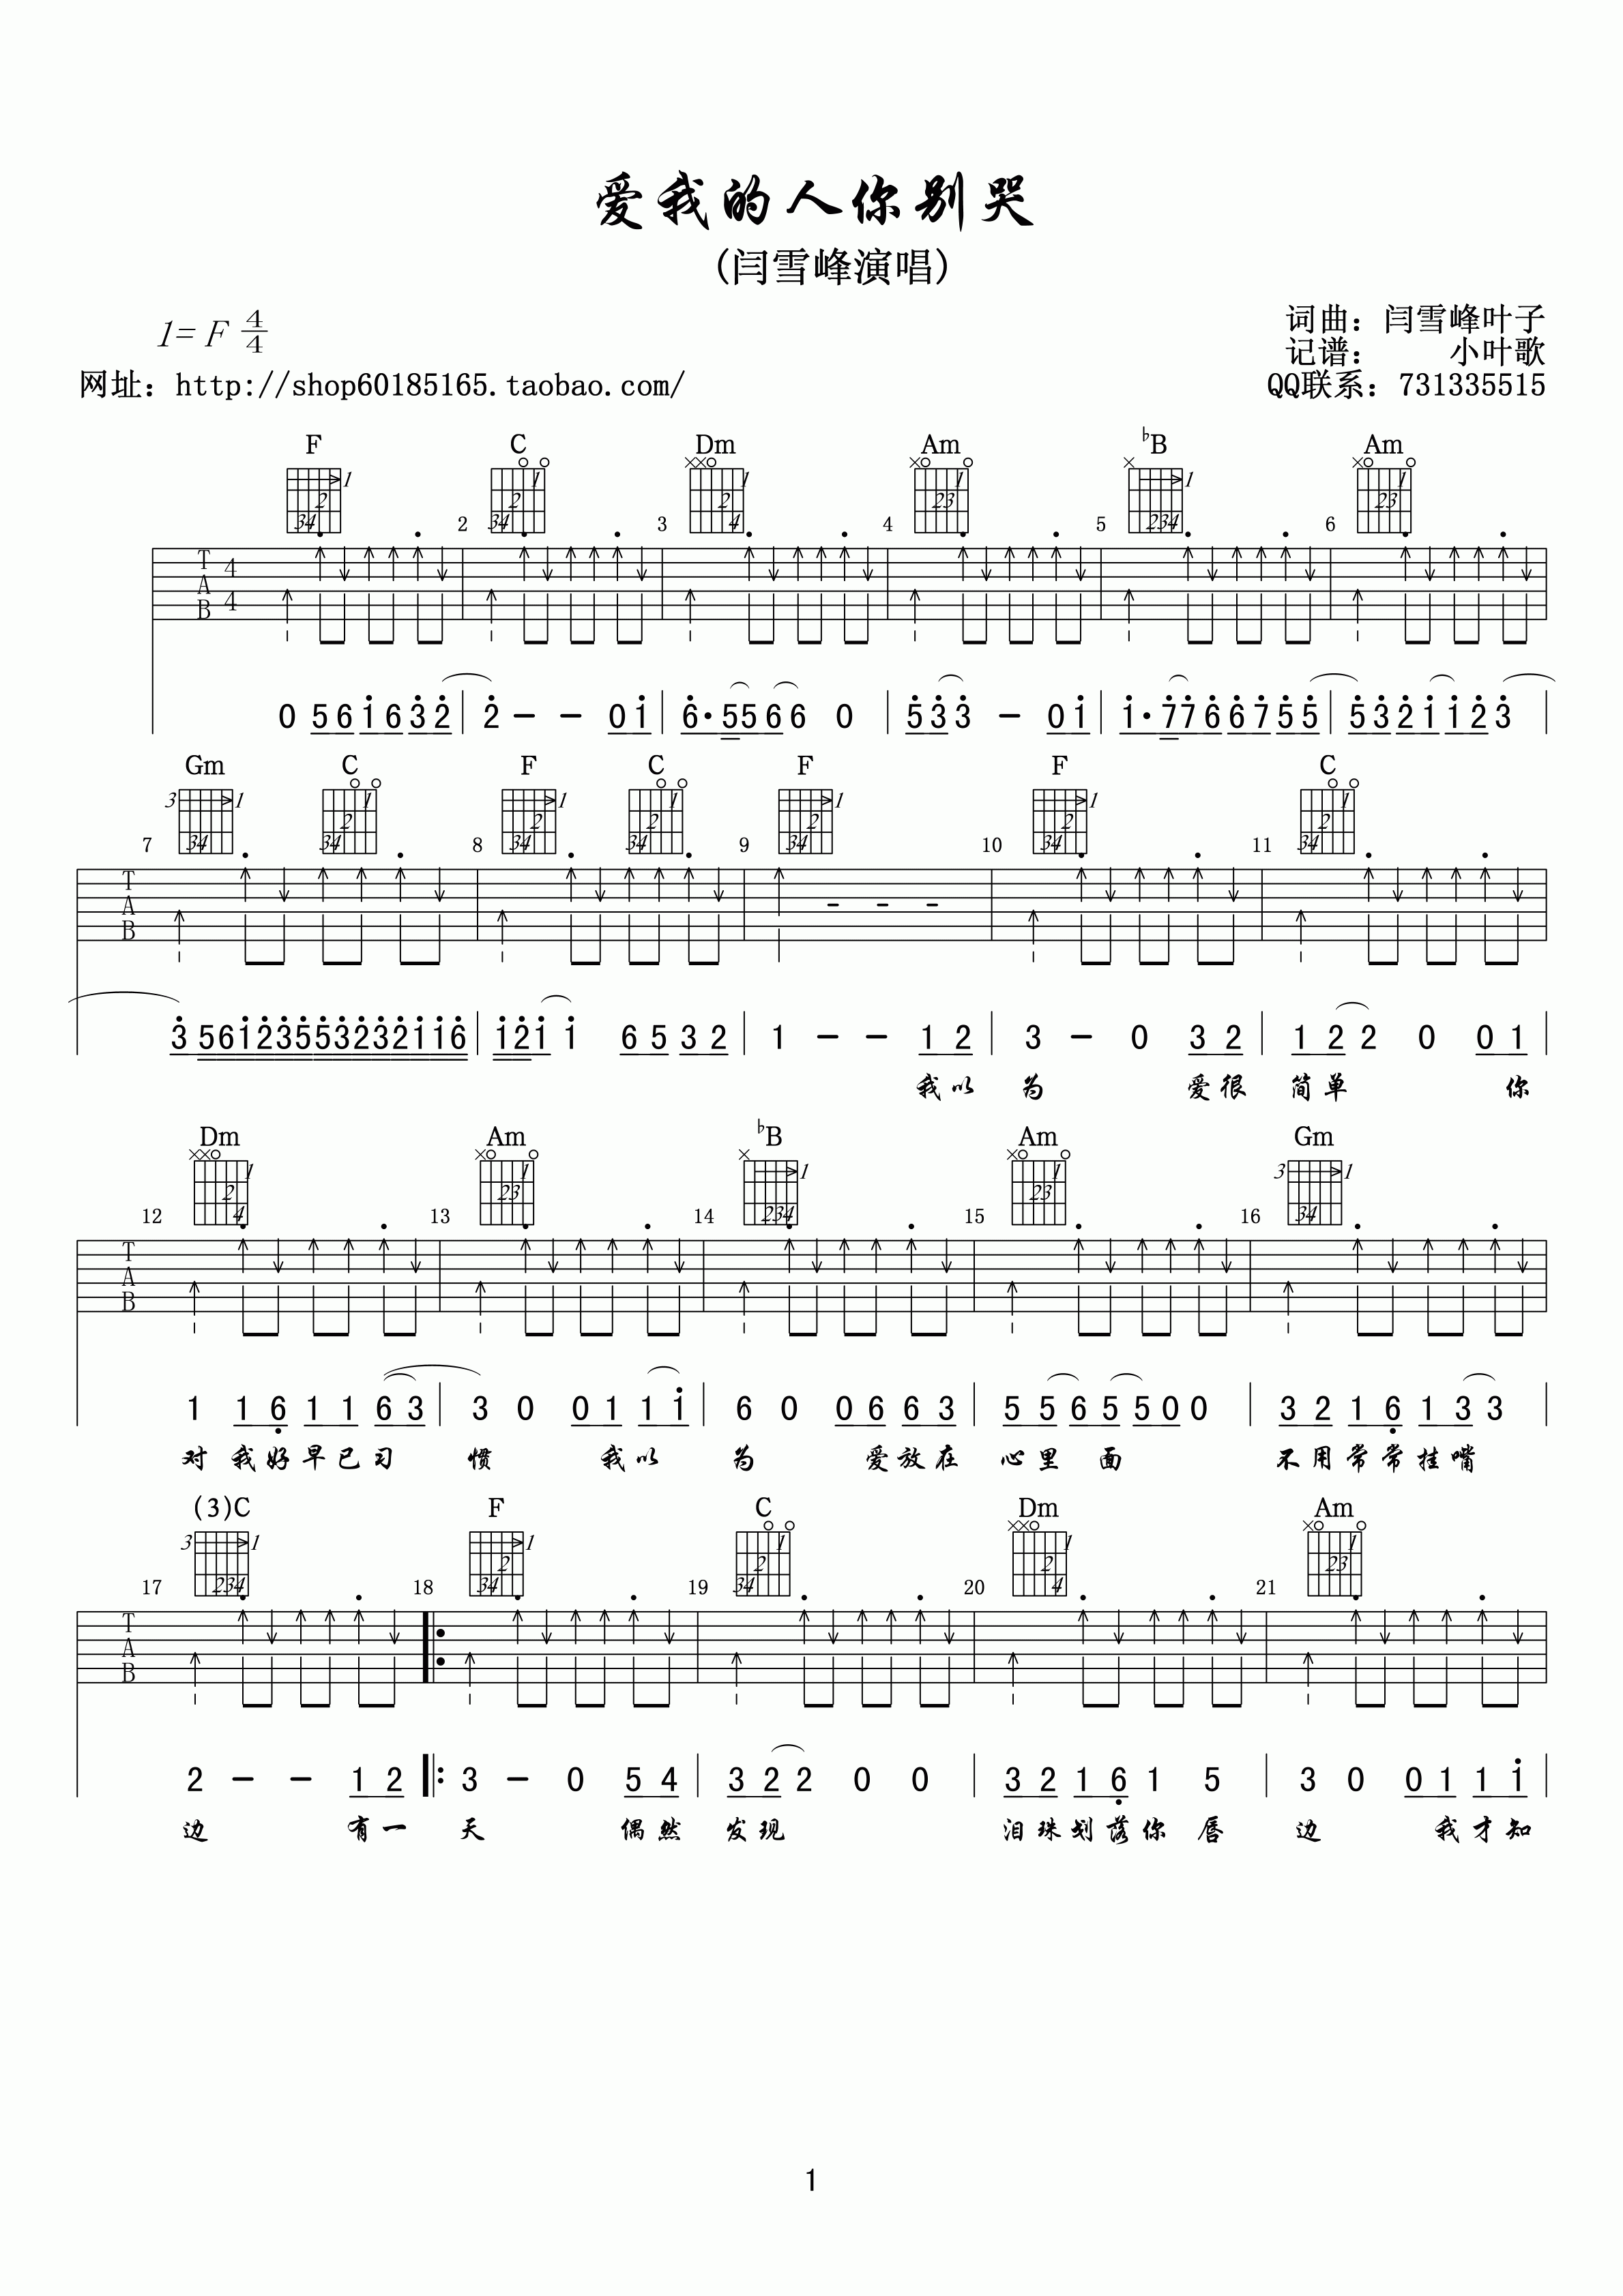 爱我的人你别哭
(闫雪峰演唱)
1= F 4/4
词曲：闫雪峰叶子
记谱：　　小叶歌
网址：http://shop60185165.taobao.com/
QQ联系：731335515
F C Dm Am ♭B Am
2 3 4 5 6
T A B 4 4
0 5 6 1 6 3 2 | 2 - - 0 1 | 6· 5 5 6 6 0 | 5 3 3 - 0 1 | 1· 7 7 6 6 7 5 5 | 5 3 2 1 1 2 3 |
Gm C F C F F C
7 8 9 10 11
T A B
3 5 6 1 2 3 5 5 3 2 3 2 1 1 6 | 1 2 1 1 6 5 3 2 | 1 - - 1 2 | 3 - 0 3 2 | 1 2 2 0 0 1 |
我以 为 爱很 简单 你
Dm Am ♭B Am Gm
12 13 14 15 16
T A B
1 1 6 1 1 6 3 | 3 0 0 1 1 1 | 6 0 0 6 6 3 | 5 5 6 5 5 0 0 | 3 2 1 6 1 3 3 |
对 我好早已习 惯 我以 为 爱放在 心里 面 不用常常挂嘴
(3)C F C Dm Am
17 18 19 20 21
T A B
2 - - 1 2 |: 3 - 0 5 4 | 3 2 2 0 0 | 3 2 1 6 1 5 | 3 0 0 1 1 1 |
边 有一 天 偶然 发现 泪珠划落你 唇 边 我才知
1